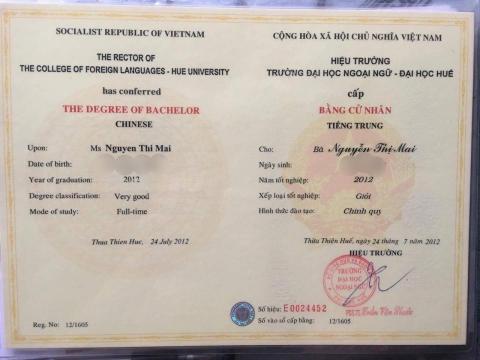 SOCIALIST REPUBLIC OF VIETNAM
THE RECTOR OF
THE COLLEGE OF FOREIGN LANGUAGES - HUE UNIVERSITY
has conferred
THE DEGREE OF BACHELOR
CHINESE
Upon: Ms Nguyen Thi Mai
Date of birth:
Year of graduation: 2012
Degree classification: Very good
Mode of study: Full-time
Thua Thien Hue, 24 July 2012
Reg. No: 12/1605
CỘNG HÒA XÃ HỘI CHỦ NGHĨA VIỆT NAM
HIỆU TRƯỞNG
TRƯỜNG ĐẠI HỌC NGOẠI NGỮ - ĐẠI HỌC HUẾ
cấp
BẰNG CỬ NHÂN
TIẾNG TRUNG
Cho: Bà Nguyễn Thị Mai
Ngày sinh:
Năm tốt nghiệp: 2012
Xếp loại tốt nghiệp: Giỏi
Hình thức đào tạo: Chính quy
Thừa Thiên Huế, ngày 24 tháng 7 năm 2012
HIỆU TRƯỞNG
TRƯỜNG
ĐẠI HỌC
NGOẠI NGỮ
Số hiệu: E0024452
Số vào sổ cấp bằng: 12/1605